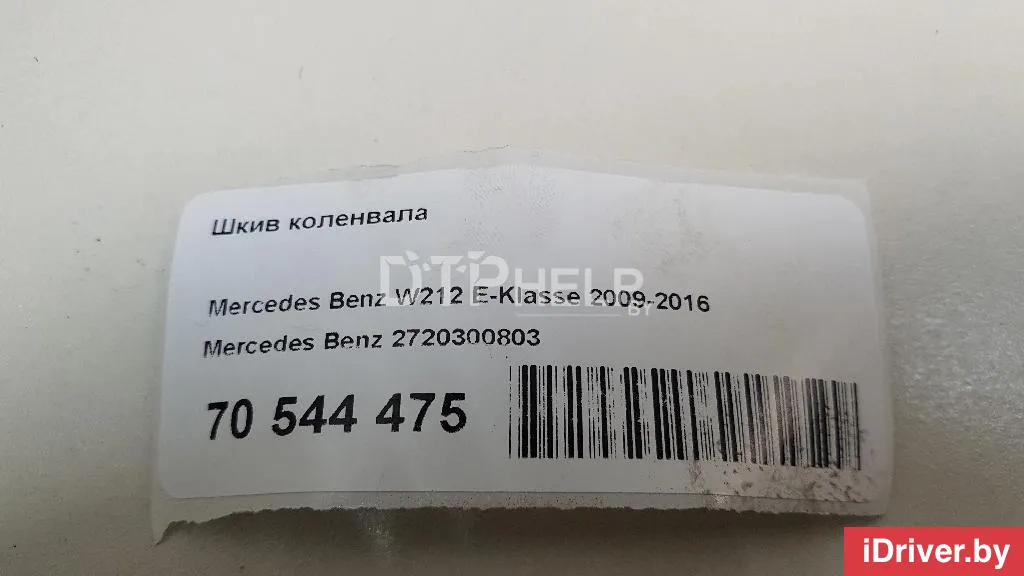 Шкив коленвала
DTPHELP
BY
Mercedes Benz W212 E-Klasse 2009-2016
Mercedes Benz 2720300803
70 544 475
iDriver.by